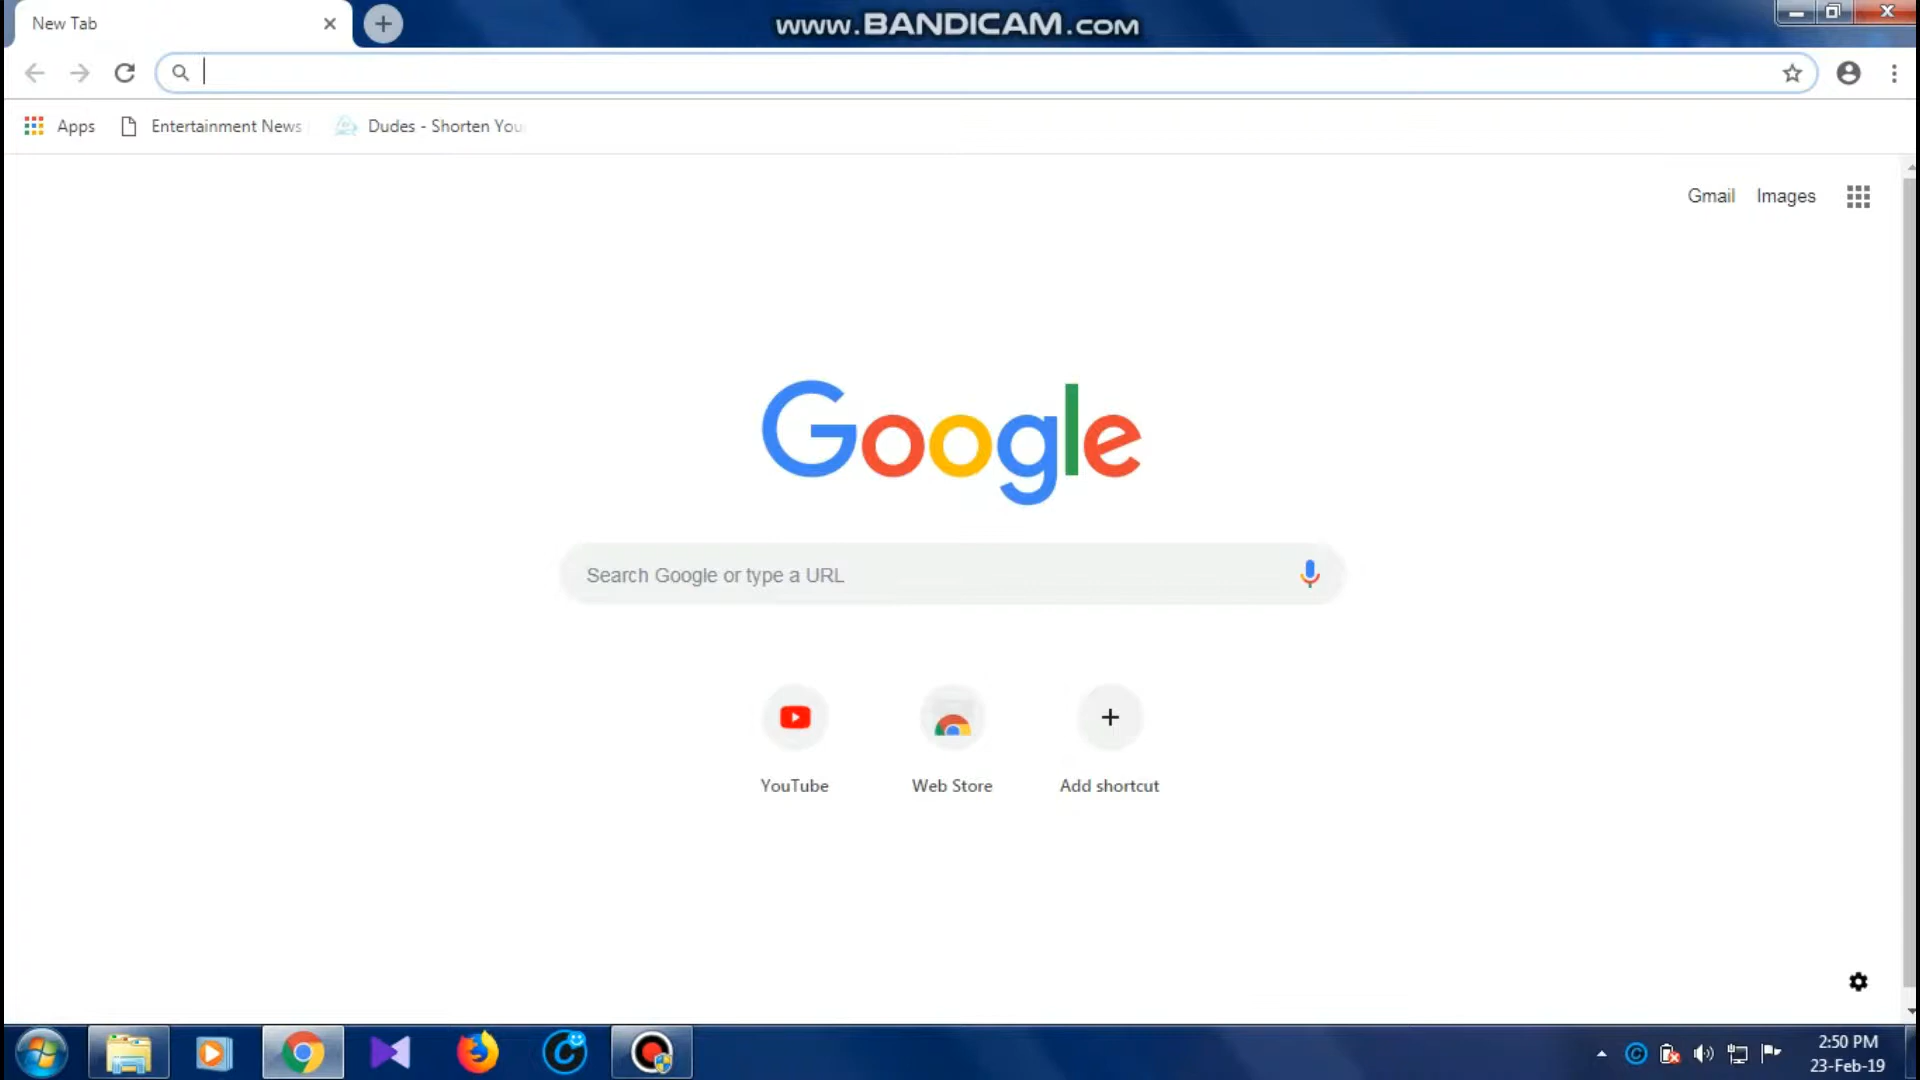 New Tab
www.BANDICAM.com
Apps
Entertainment News
Dudes - Shorten You
Gmail
Images
Google
Search Google or type a URL
YouTube
Web Store
Add shortcut
2:50 PM
23-Feb-19